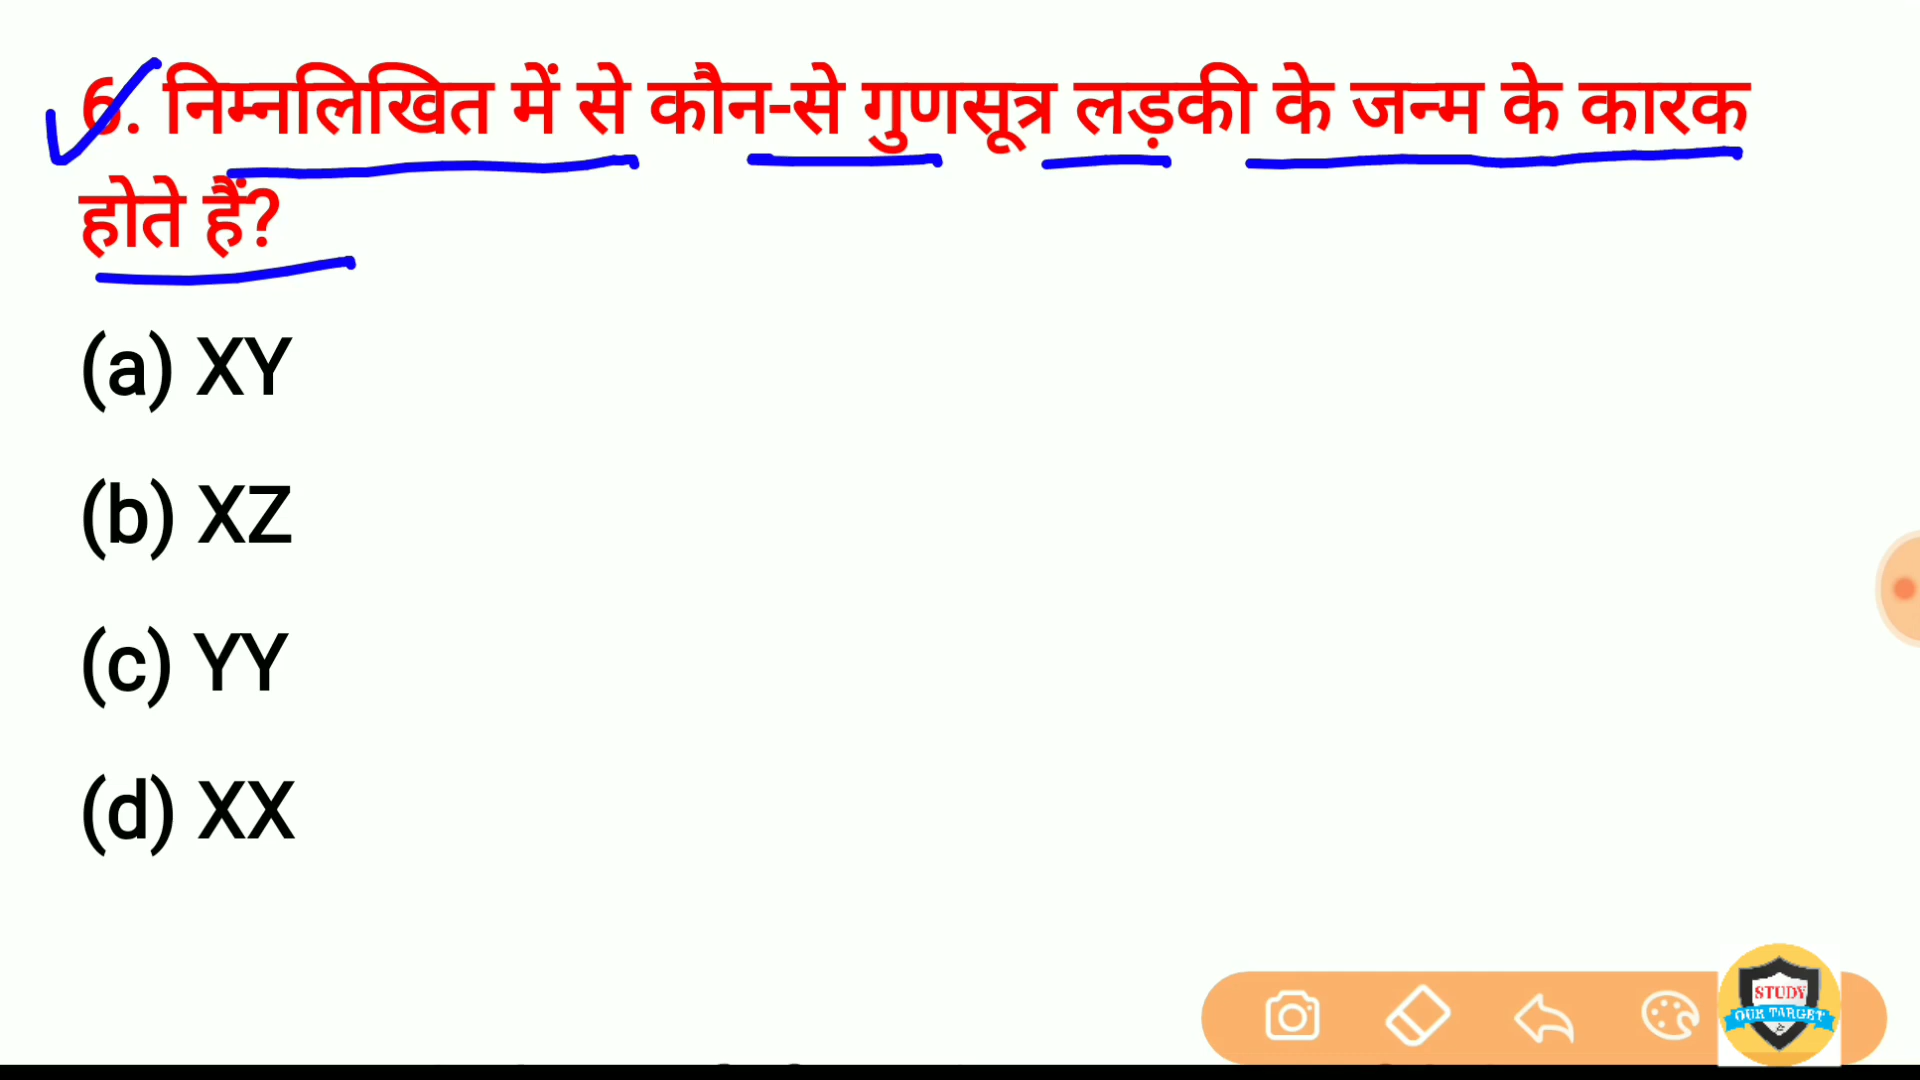 6. निम्नलिखित में से कौन-से गुणसूत्र लड़की के जन्म के कारक
होते हैं?
(a) XY
(b) XZ
(c) YY
(d) XX
STUDY
OUR TARGET